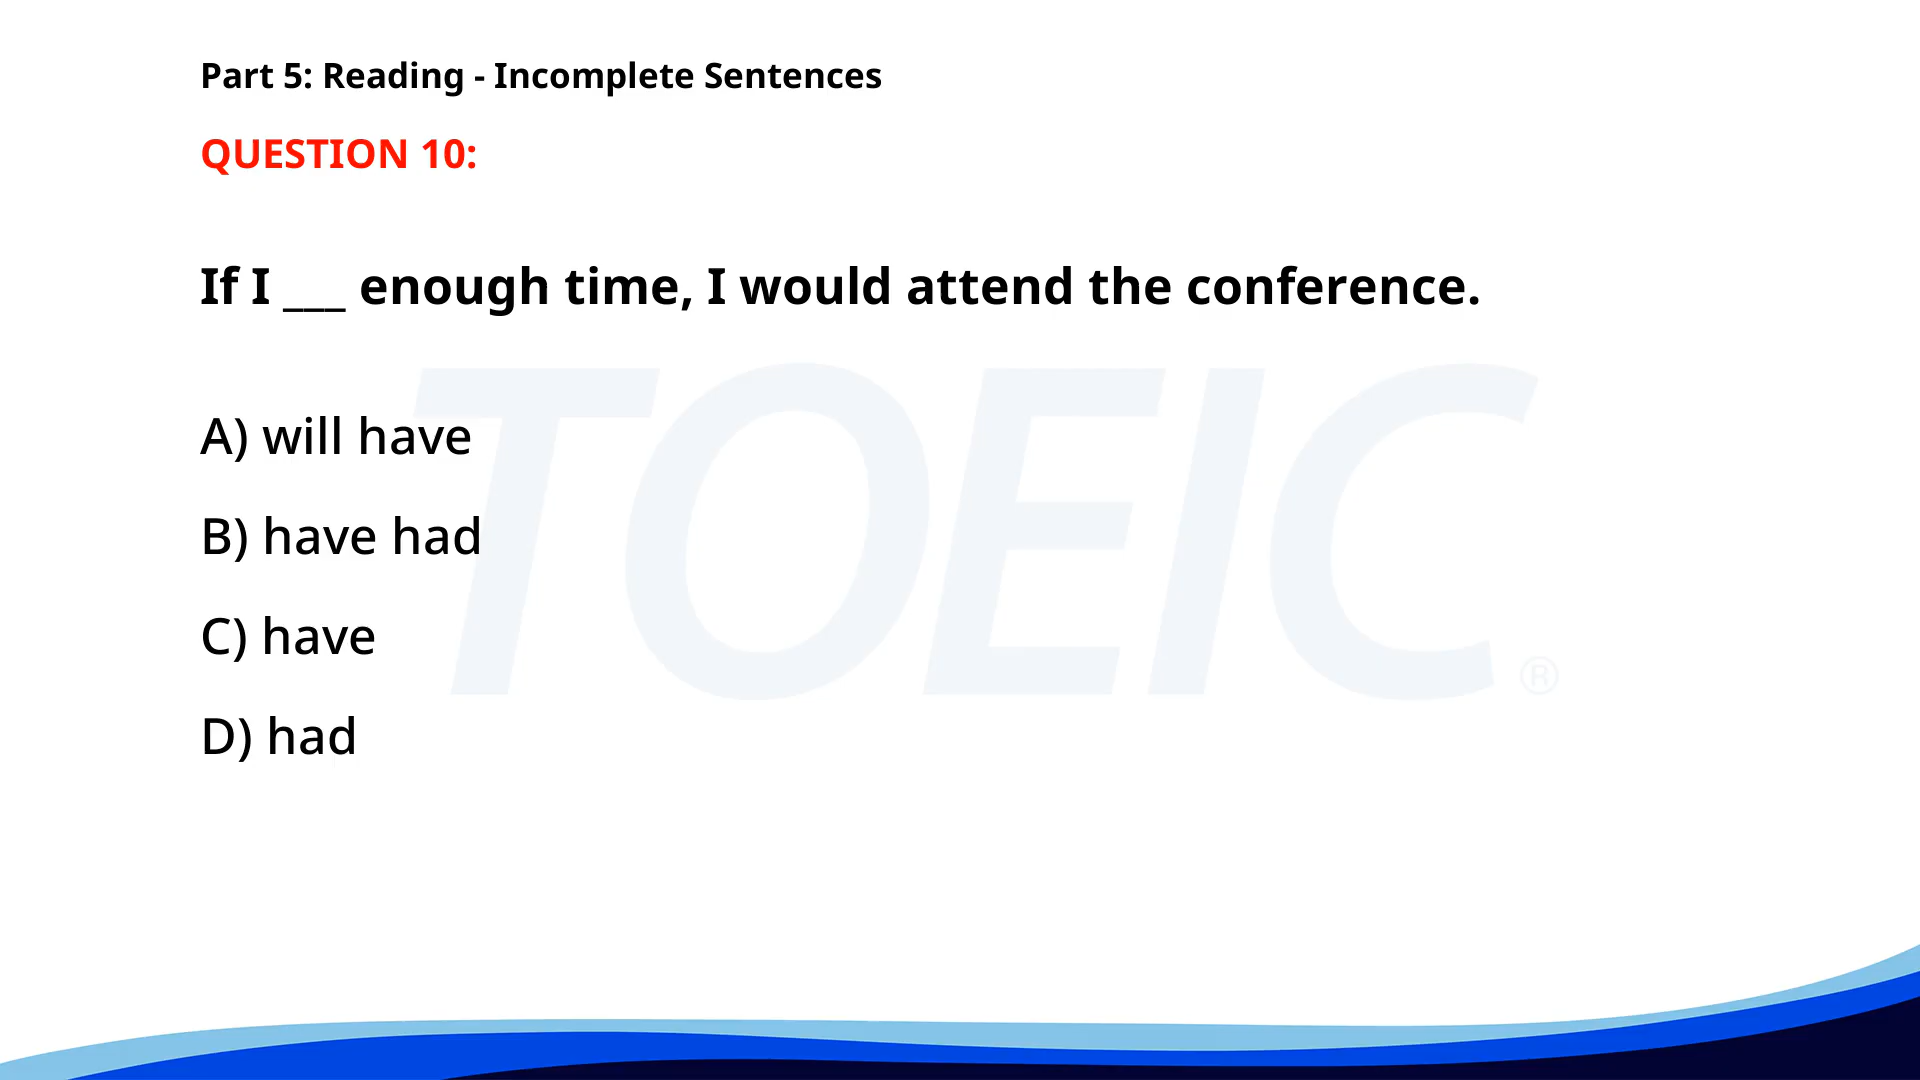 Part 5: Reading - Incomplete Sentences
QUESTION 10:
If I ___ enough time, I would attend the conference.
TOEIC®
A) will have
B) have had
C) have
D) had